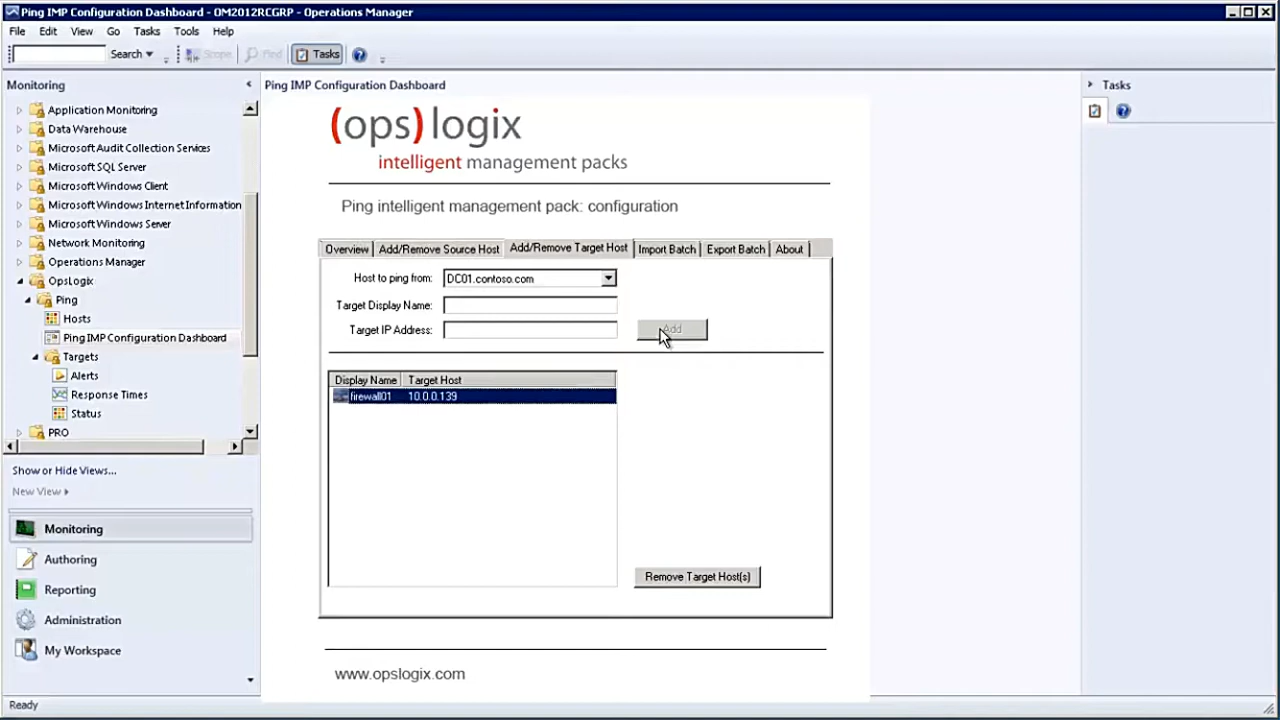 Ping IMP Configuration Dashboard - OM2012RCGRP - Operations Manager
File Edit View Go Tasks Tools Help
Search Scope Find Tasks
Monitoring
Application Monitoring
Data Warehouse
Microsoft Audit Collection Services
Microsoft SQL Server
Microsoft Windows Client
Microsoft Windows Internet Information
Microsoft Windows Server
Network Monitoring
Operations Manager
OpsLogix
Ping
Hosts
Ping IMP Configuration Dashboard
Targets
Alerts
Response Times
Status
PRO
Show or Hide Views...
New View
Monitoring
Authoring
Reporting
Administration
My Workspace
Ready
Ping IMP Configuration Dashboard
(ops) logix
intelligent management packs
Ping intelligent management pack: configuration
Overview Add/Remove Source Host Add/Remove Target Host Import Batch Export Batch About
Host to ping from: DC01.contoso.com
Target Display Name:
Target IP Address: Add
Display Name Target Host
firewall01 10.0.0.139
Remove Target Host(s)
www.opslogix.com
Tasks